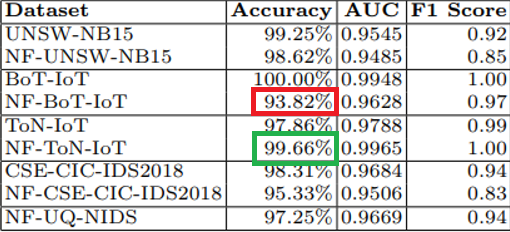 Dataset Accuracy AUC F1 Score
UNSW-NB15 99.25% 0.9545 0.92
NF-UNSW-NB15 98.62% 0.9485 0.85
BoT-IoT 100.00% 0.9948 1.00
NF-BoT-IoT 93.82% 0.9628 0.97
ToN-IoT 97.86% 0.9788 0.99
NF-ToN-IoT 99.66% 0.9965 1.00
CSE-CIC-IDS2018 98.31% 0.9684 0.94
NF-CSE-CIC-IDS2018 95.33% 0.9506 0.83
NF-UQ-NIDS 97.25% 0.9669 0.94